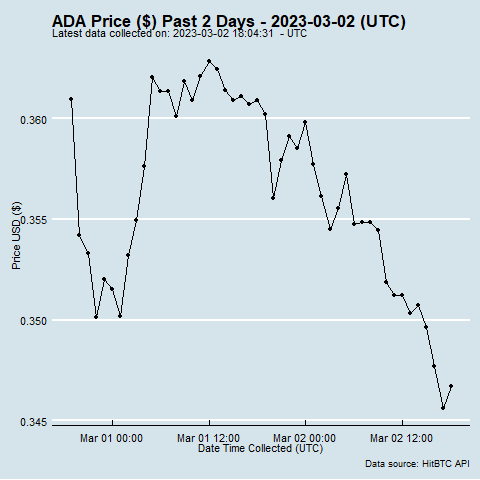 ADA Price ($) Past 2 Days - 2023-03-02 (UTC)
Latest data collected on: 2023-03-02 18:04:31  - UTC
0.360
0.355
0.350
0.345
Price USD ($)
Mar 01 00:00
Mar 01 12:00
Mar 02 00:00
Mar 02 12:00
Date Time Collected (UTC)
Data source: HitBTC API